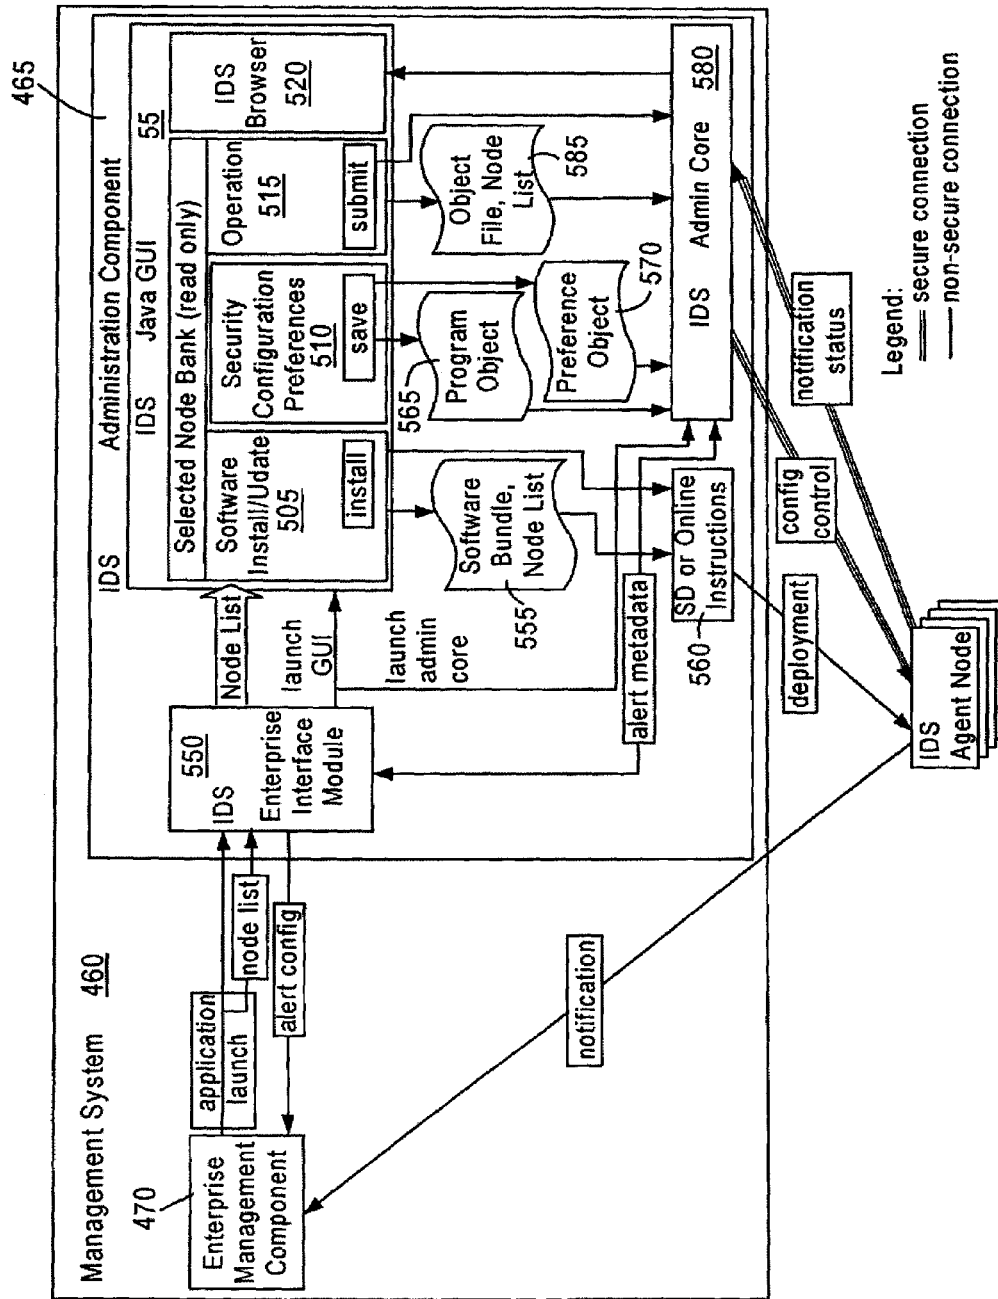 465
Management System 460
IDS Administration Component
IDS Java GUI 55
Selected Node Bank (read only)
Software
Install/Udate
505
install
Security
Configuration
Preferences
510
save
Operation
515
submit
IDS
Browser
520
470
Enterprise
Management
Component
application
launch
node list
alert config
550
IDS
Enterprise
Interface
Module
Node List
launch
GUI
launch
admin
core
Software
Bundle,
Node List
555
565
Program
Object
Preference
Object
570
Object
File, Node
List
585
alert metadata
SD or Online
Instructions
560
IDS Admin Core 580
deployment
config
control
notification
status
notification
IDS
Agent Node
Legend:
secure connection
non-secure connection